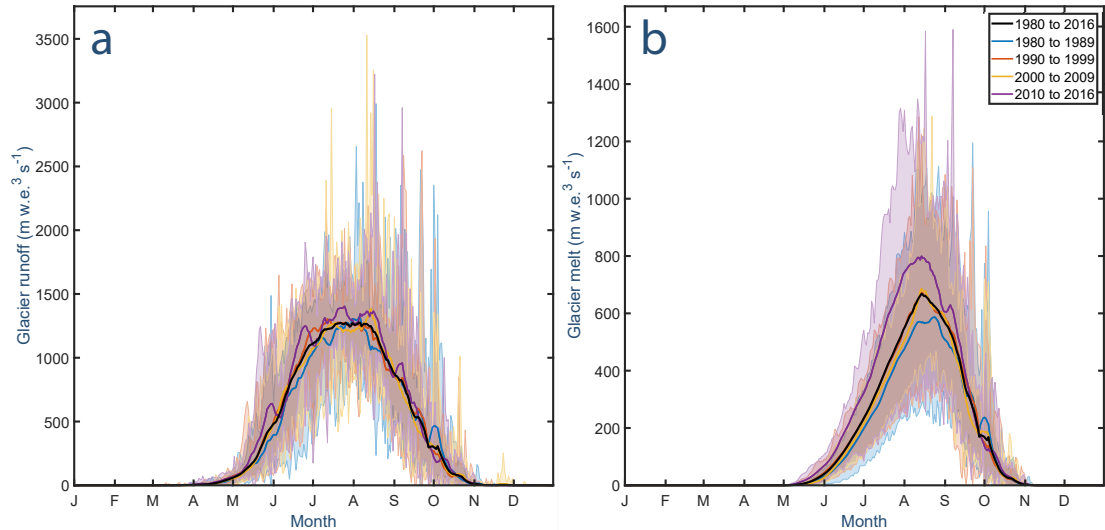 a
Glacier runoff (m w.e.³ s⁻¹)
3500
3000
2500
2000
1500
1000
500
0
J F M A M J J A S O N D
Month
b
Glacier melt (m w.e.³ s⁻¹)
1600
1400
1200
1000
800
600
400
200
0
J F M A M J J A S O N D
Month
1980 to 2016
1980 to 1989
1990 to 1999
2000 to 2009
2010 to 2016